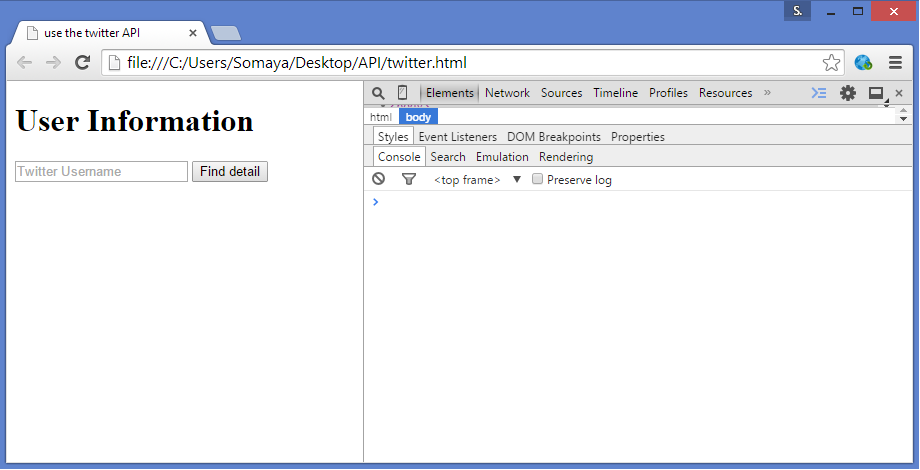 S.
use the twitter API
file:///C:/Users/Somaya/Desktop/API/twitter.html
User Information
Twitter Username Find detail
Elements Network Sources Timeline Profiles Resources »
html body
Styles Event Listeners DOM Breakpoints Properties
Console Search Emulation Rendering
<top frame> Preserve log